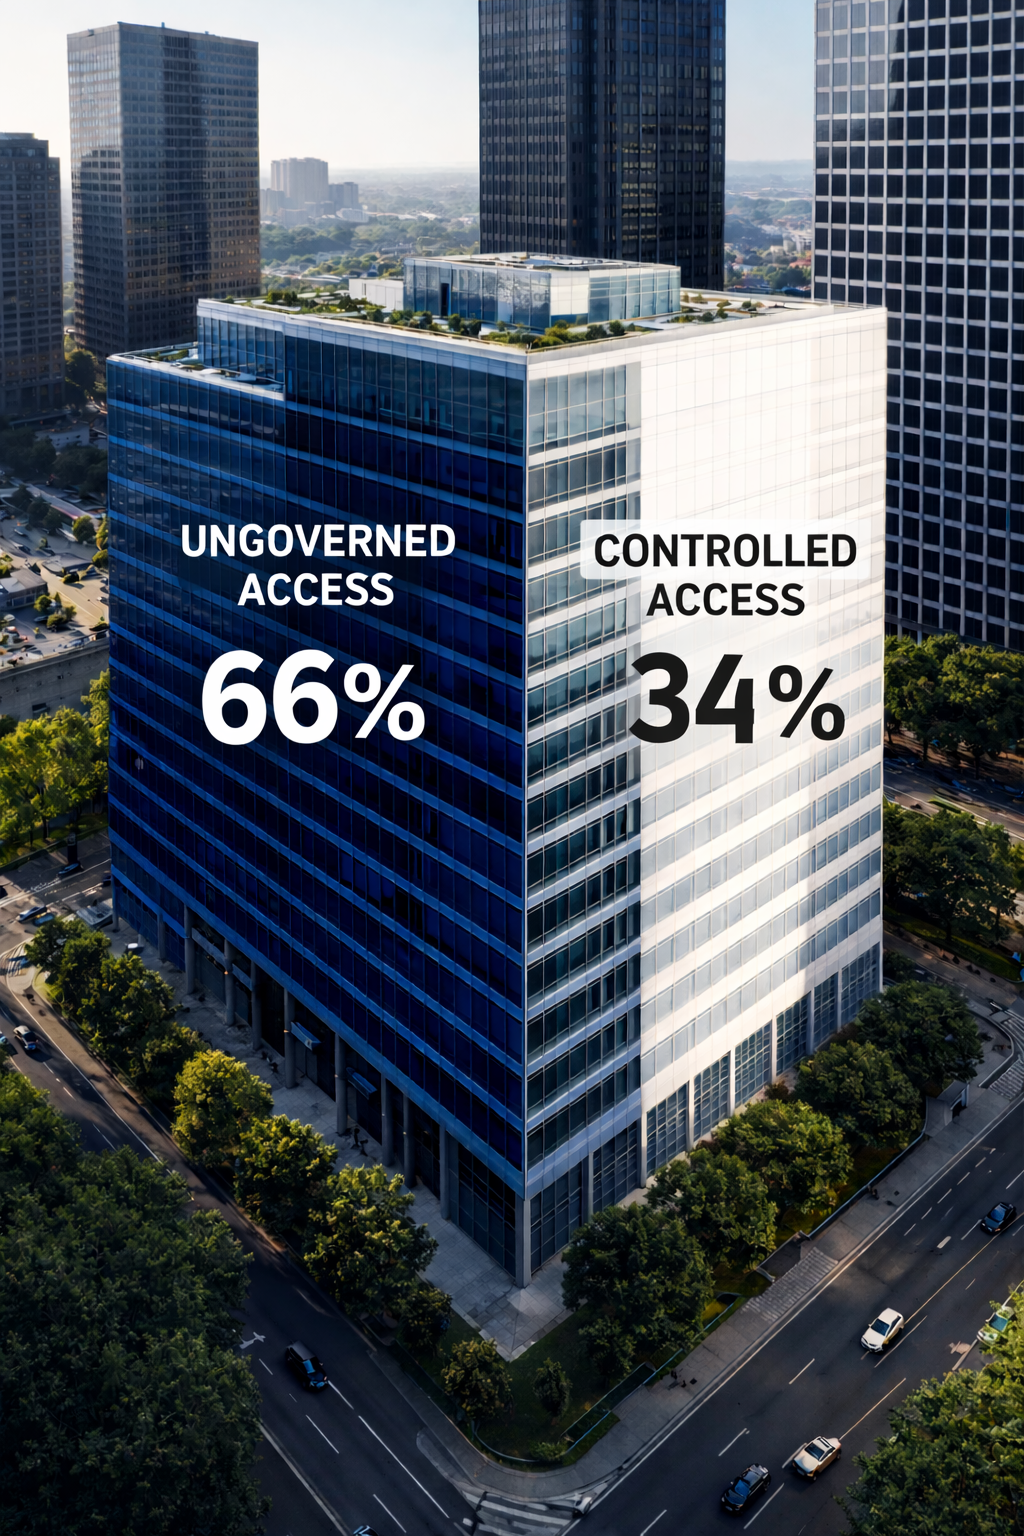 UNGOVERNED
ACCESS
66%
CONTROLLED
ACCESS
34%